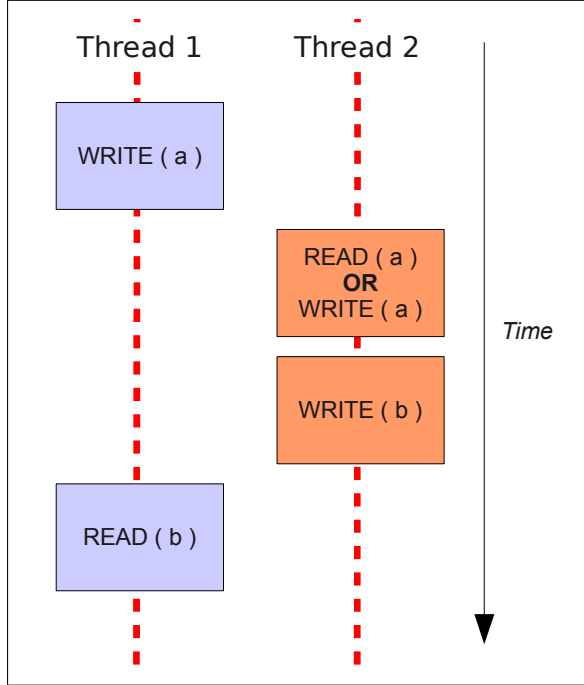 Thread 1
Thread 2
WRITE ( a )
READ ( a )
OR
WRITE ( a )
Time
WRITE ( b )
READ ( b )